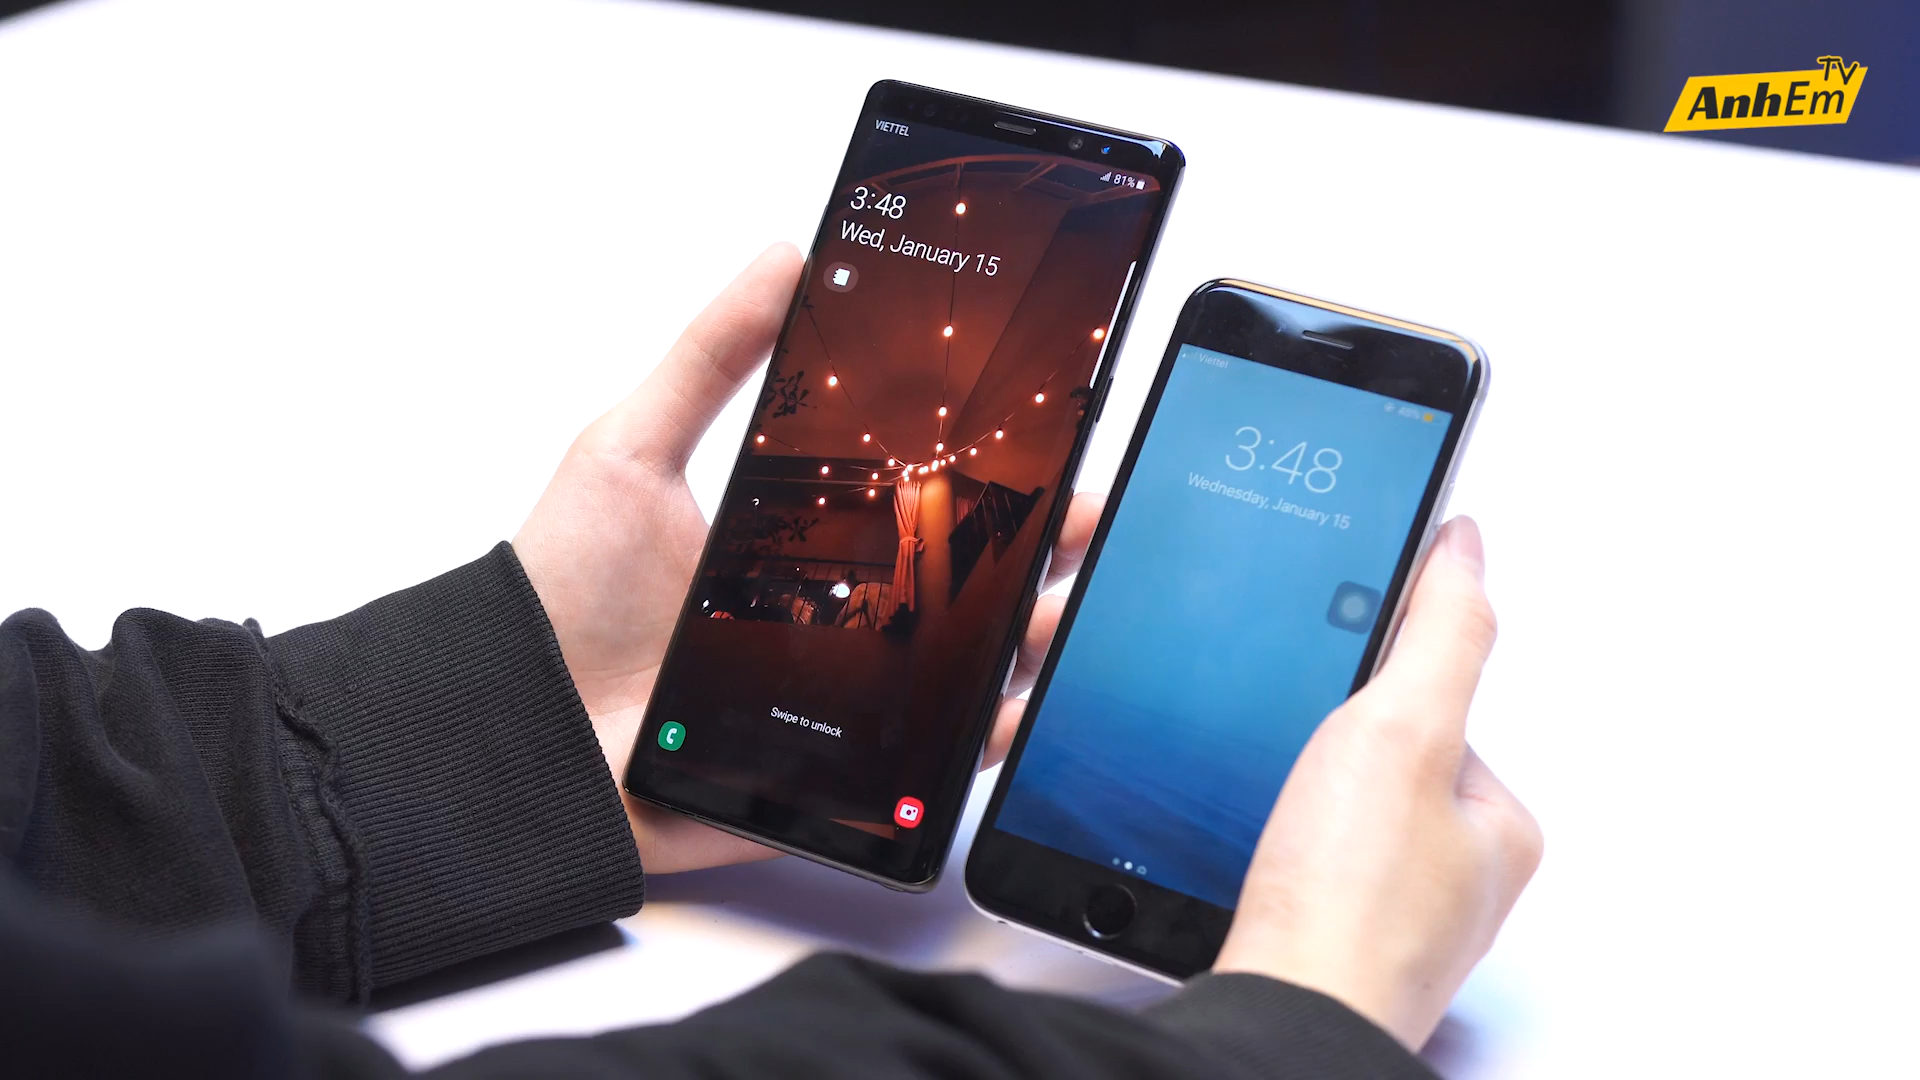 AnhEm TV
VIETTEL
81%
3:48
Wed, January 15
Swipe to unlock
Viettel
3:48
Wednesday, January 15